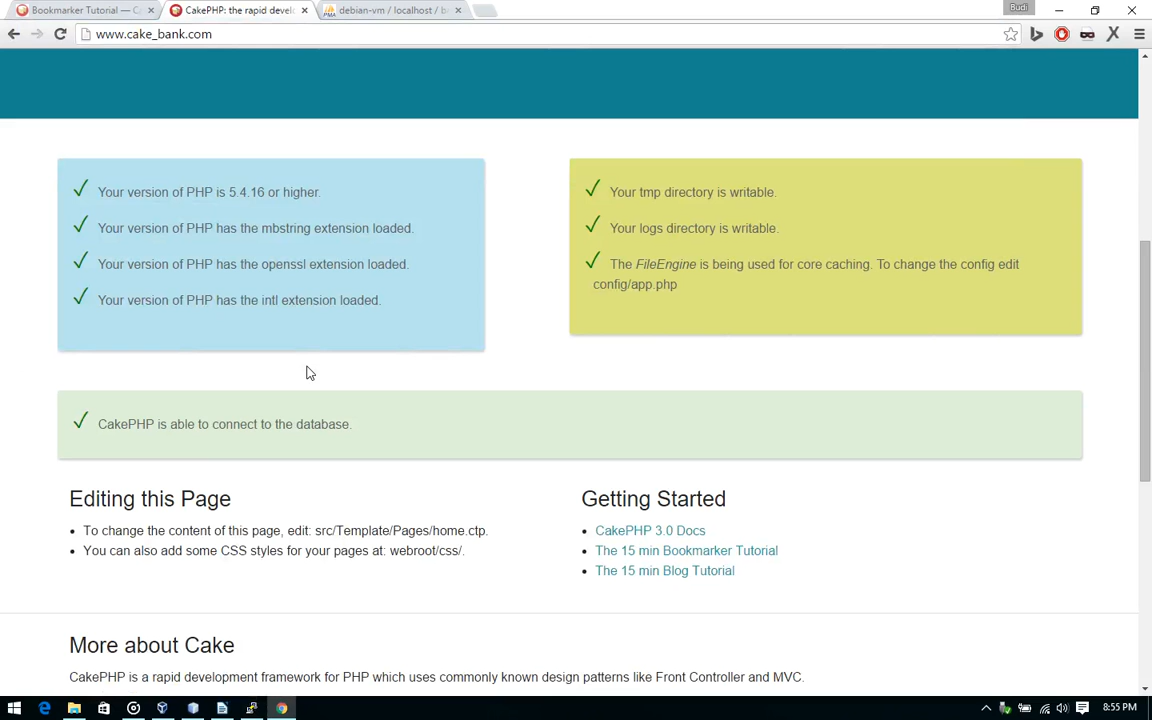 Bookmarker Tutorial — C
CakePHP: the rapid devel
debian-vm / localhost / b
Budi
www.cake_bank.com
Your version of PHP is 5.4.16 or higher.
Your version of PHP has the mbstring extension loaded.
Your version of PHP has the openssl extension loaded.
Your version of PHP has the intl extension loaded.
Your tmp directory is writable.
Your logs directory is writable.
The FileEngine is being used for core caching. To change the config edit
config/app.php
CakePHP is able to connect to the database.
Editing this Page
To change the content of this page, edit: src/Template/Pages/home.ctp.
You can also add some CSS styles for your pages at: webroot/css/.
Getting Started
CakePHP 3.0 Docs
The 15 min Bookmarker Tutorial
The 15 min Blog Tutorial
More about Cake
CakePHP is a rapid development framework for PHP which uses commonly known design patterns like Front Controller and MVC.
8:55 PM